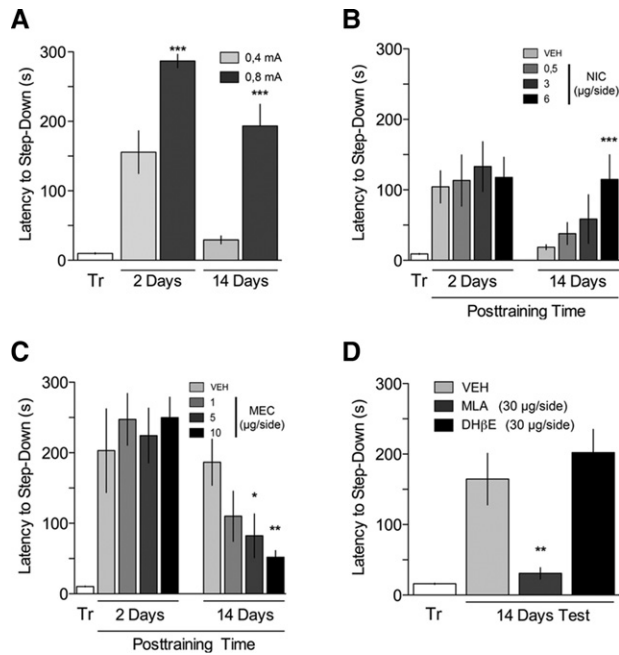 A
Latency to Step-Down (s)
300
200
100
0
***
***
0,4 mA
0,8 mA
Tr
2 Days
14 Days
B
Latency to Step-Down (s)
300
200
100
0
VEH
0,5
3
6
NIC
(µg/side)
***
Tr
2 Days
14 Days
Posttraining Time
C
Latency to Step-Down (s)
300
200
100
0
VEH
1
5
10
MEC
(µg/side)
*
**
Tr
2 Days
14 Days
Posttraining Time
D
Latency to Step-Down (s)
300
200
100
0
VEH
MLA (30 µg/side)
DHβE (30 µg/side)
**
Tr
14 Days Test